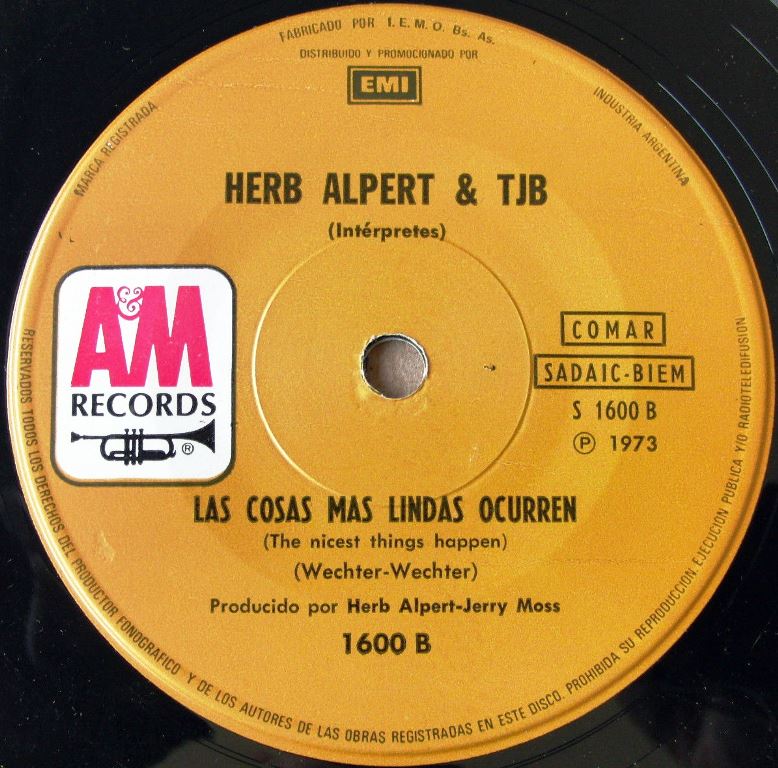 FABRICADO POR I.E.M.O. Bs. As.
DISTRIBUIDO Y PROMOCIONADO POR
EMI
MARCA REGISTRADA
INDUSTRIA ARGENTINA
HERB ALPERT & TJB
(Intérpretes)
A&M
RECORDS
®
COMAR
SADAIC-BIEM
S 1600 B
Ⓟ 1973
LAS COSAS MAS LINDAS OCURREN
(The nicest things happen)
(Wechter-Wechter)
Producido por Herb Alpert-Jerry Moss
1600 B
RESERVADOS TODOS LOS DERECHOS DEL PRODUCTOR FONOGRAFICO Y DE LOS AUTORES DE LAS OBRAS REGISTRADAS EN ESTE DISCO. PROHIBIDA SU REPRODUCCION, EJECUCION PUBLICA Y/O RADIOTELEDIFUSION